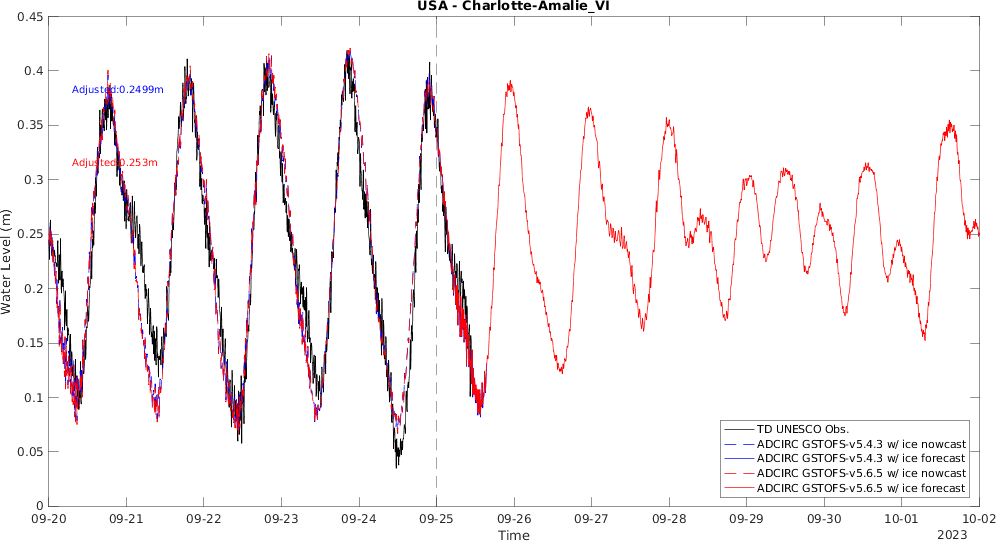 USA - Charlotte-Amalie_VI
0.45
0.4
0.35
0.3
0.25
0.2
0.15
0.1
0.05
0
Water Level (m)
Adjusted:0.2499m
Adjusted:0.253m
TD UNESCO Obs.
ADCIRC GSTOFS-v5.4.3 w/ ice nowcast
ADCIRC GSTOFS-v5.4.3 w/ ice forecast
ADCIRC GSTOFS-v5.6.5 w/ ice nowcast
ADCIRC GSTOFS-v5.6.5 w/ ice forecast
09-20 09-21 09-22 09-23 09-24 09-25 09-26 09-27 09-28 09-29 09-30 10-01 10-02
Time
2023